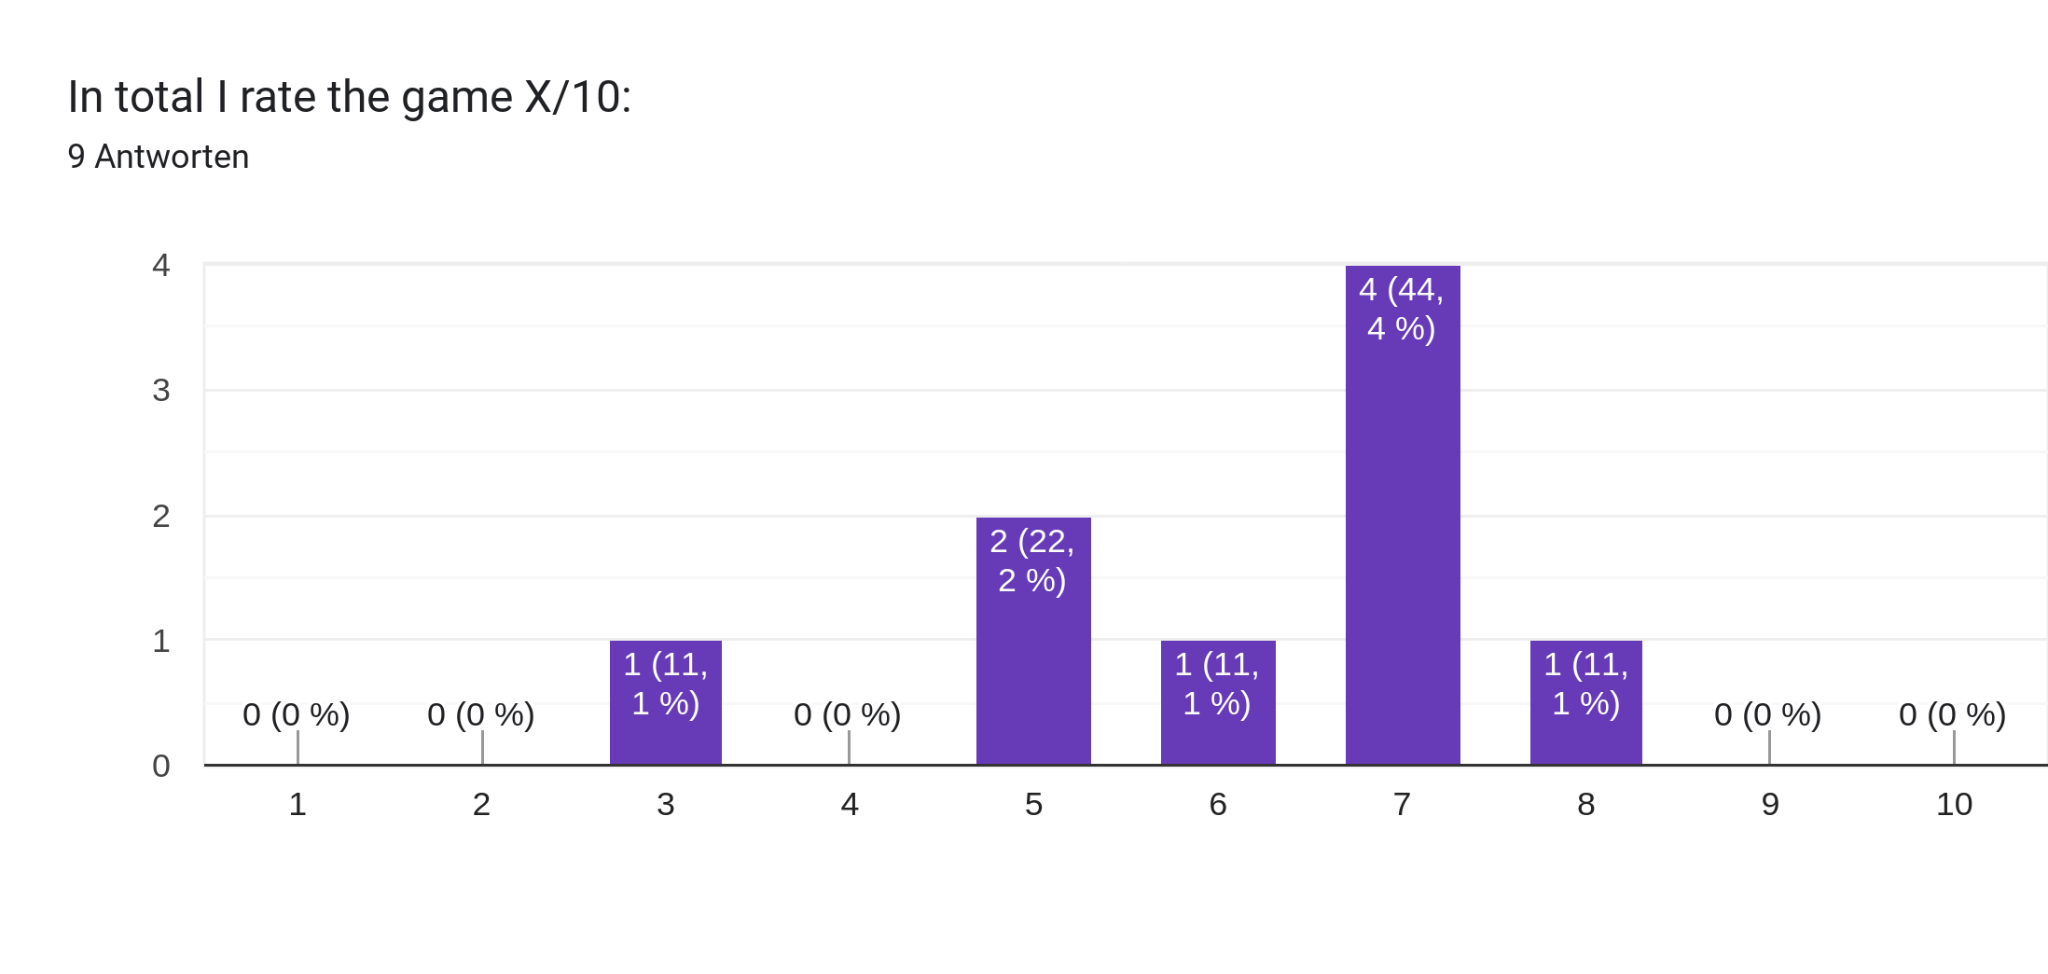 In total I rate the game X/10:
9 Antworten
4
3
2
1
0
0 (0 %)
0 (0 %)
1 (11,
1 %)
0 (0 %)
2 (22,
2 %)
1 (11,
1 %)
4 (44,
4 %)
1 (11,
1 %)
0 (0 %)
0 (0 %)
1 2 3 4 5 6 7 8 9 10